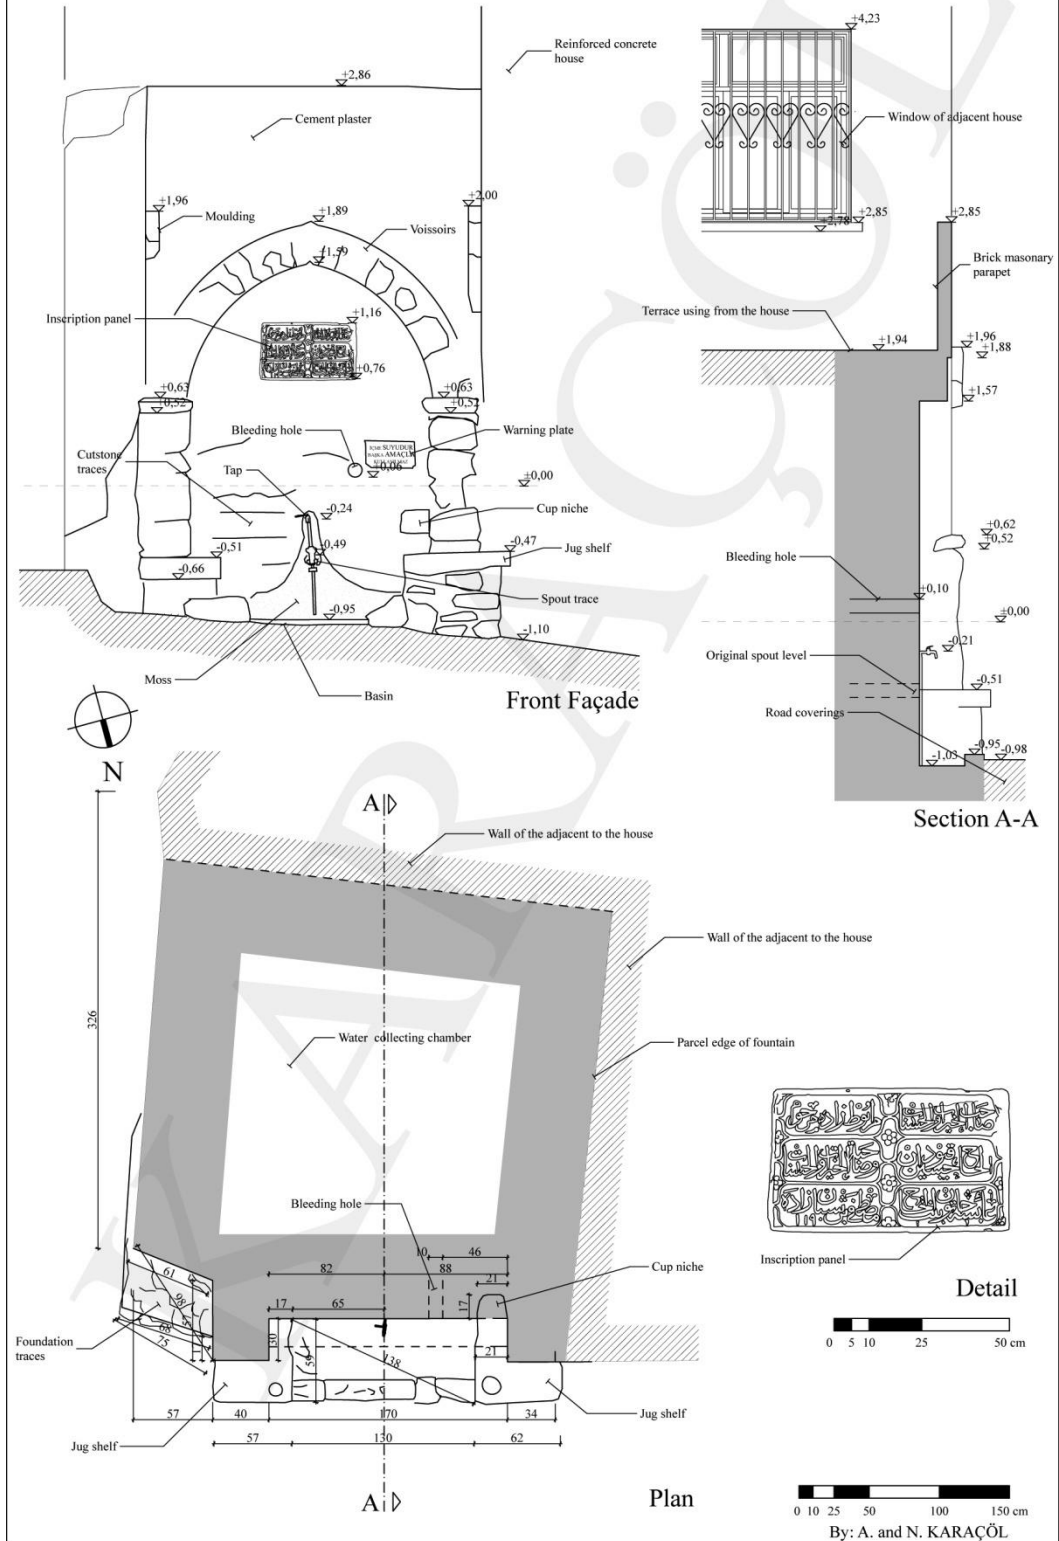 +4,23
+2,86
Reinforced concrete
house
Cement plaster
Window of adjacent house
+1,96
+2,00
Moulding
+1,89
Voissoirs
+1,59
+2,85
+2,78
+2,85
Brick masonary
parapet
Inscription panel
+1,16
+0,76
Terrace using from the house
+1,94
+1,96
+1,88
+1,57
+0,63
+0,52
+0,63
+0,52
Bleeding hole
Warning plate
İÇME SUYUDUR
BAŞKA AMAÇLA
+0,06
Cutstone
traces
Tap
±0,00
-0,24
Cup niche
-0,49
-0,47
Jug shelf
-0,51
-0,66
Spout trace
-0,95
-1,10
Moss
Basin
Front Façade
+0,62
+0,52
Bleeding hole
+0,10
±0,00
-0,21
Original spout level
-0,51
Road coverings
-1,03
-0,95
-0,98
Section A-A
N
A
Wall of the adjacent to the house
Wall of the adjacent to the house
326
Water collecting chamber
Parcel edge of fountain
Bleeding hole
10
46
82
88
21
Cup niche
17
65
17
61
98
57
68
75
17
30
59
138
21
Foundation
traces
57
40
170
34
Jug shelf
57
130
62
Jug shelf
A
Plan
Inscription panel
Detail
0 5 10 25 50 cm
0 10 25 50 100 150 cm
By: A. and N. KARAÇÖL
KARAÇÖL